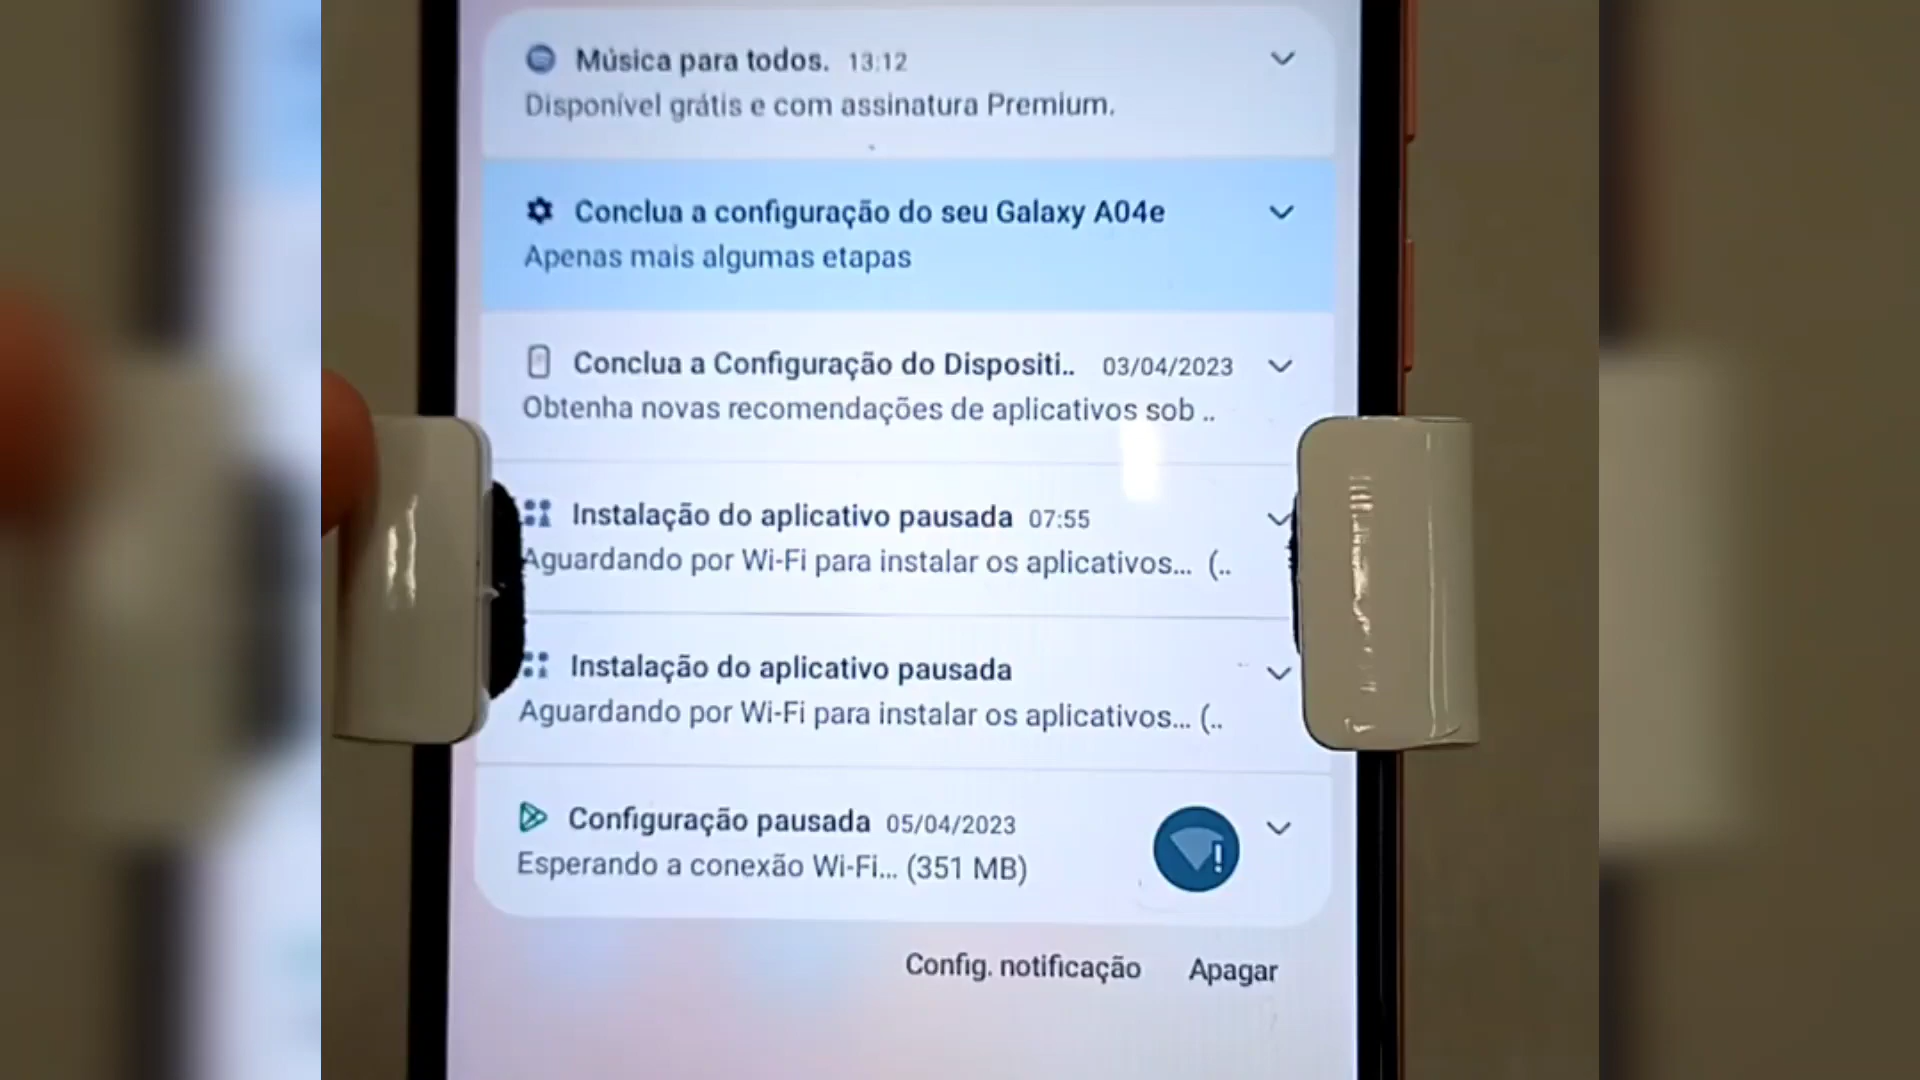 Música para todos. 13:12
Disponível grátis e com assinatura Premium.
Conclua a configuração do seu Galaxy A04e
Apenas mais algumas etapas
Conclua a Configuração do Dispositi.. 03/04/2023
Obtenha novas recomendações de aplicativos sob ..
Instalação do aplicativo pausada 07:55
Aguardando por Wi-Fi para instalar os aplicativos... (..
Instalação do aplicativo pausada
Aguardando por Wi-Fi para instalar os aplicativos... (..
Configuração pausada 05/04/2023
Esperando a conexão Wi-Fi... (351 MB)
Config. notificação Apagar